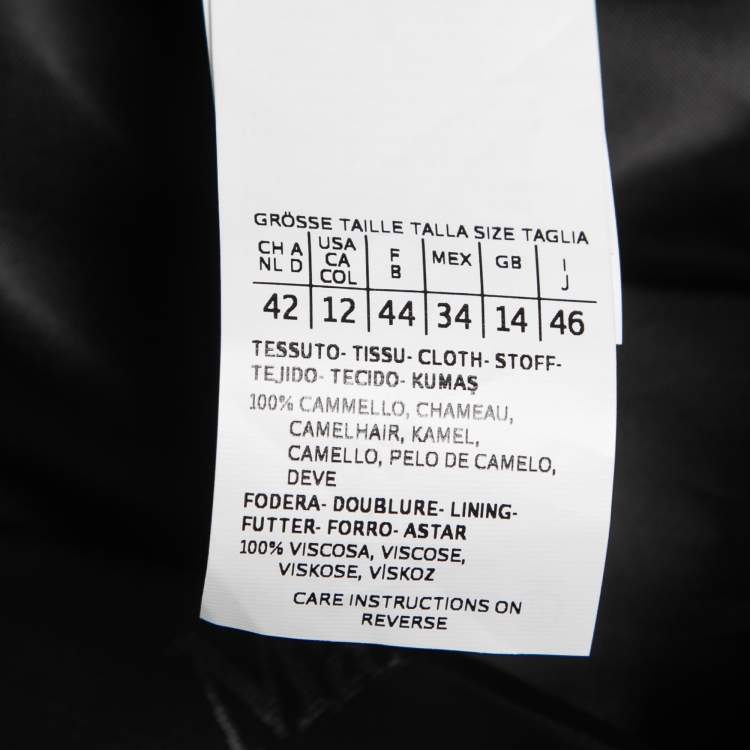 GRÖSSE TAILLE TALLA SIZE TAGLIA
CH A NL D | USA CA COL | F B | MEX | GB | I J
42 | 12 | 44 | 34 | 14 | 46
TESSUTO- TISSU- CLOTH- STOFF-
TEJIDO- TECIDO- KUMAŞ
100% CAMMELLO, CHAMEAU,
CAMELHAIR, KAMEL,
CAMELLO, PELO DE CAMELO,
DEVE
FODERA- DOUBLURE- LINING-
FUTTER- FORRO- ASTAR
100% VISCOSA, VISCOSE,
VISKOSE, VİSKOZ
CARE INSTRUCTIONS ON
REVERSE